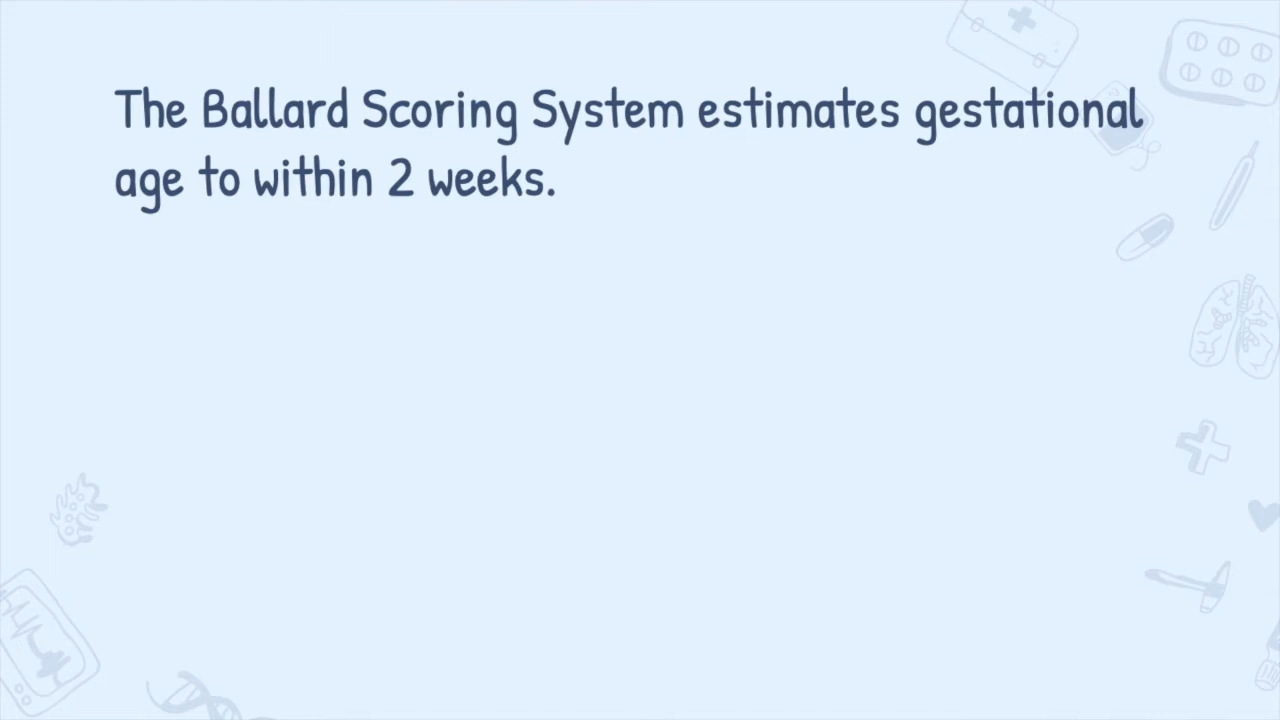 The Ballard Scoring System estimates gestational
age to within 2 weeks.